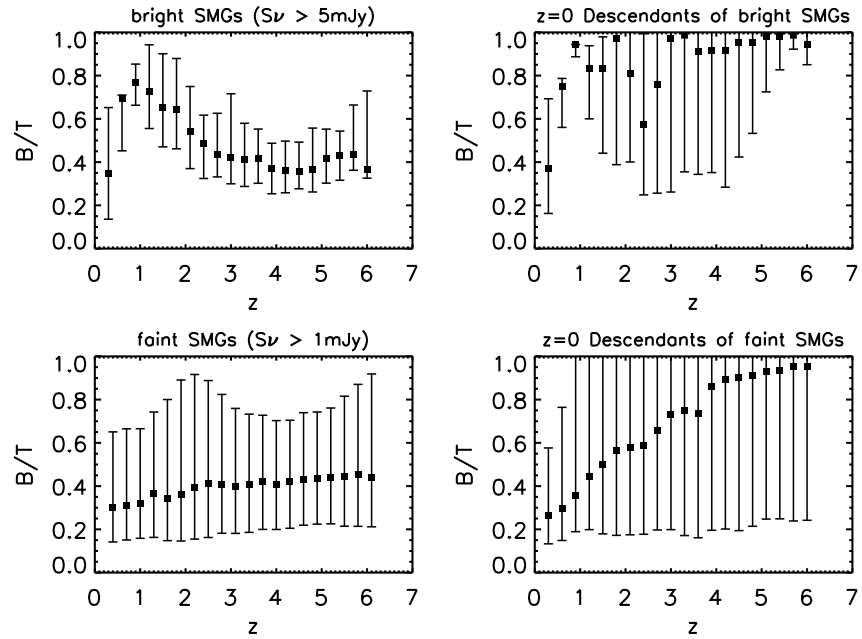 bright SMGs (Sν > 5mJy)
1.0
0.8
0.6
0.4
0.2
0.0
B/T
0 1 2 3 4 5 6 7
z
z=0 Descendants of bright SMGs
1.0
0.8
0.6
0.4
0.2
0.0
B/T
0 1 2 3 4 5 6 7
z
faint SMGs (Sν > 1mJy)
1.0
0.8
0.6
0.4
0.2
0.0
B/T
0 1 2 3 4 5 6 7
z
z=0 Descendants of faint SMGs
1.0
0.8
0.6
0.4
0.2
0.0
B/T
0 1 2 3 4 5 6 7
z